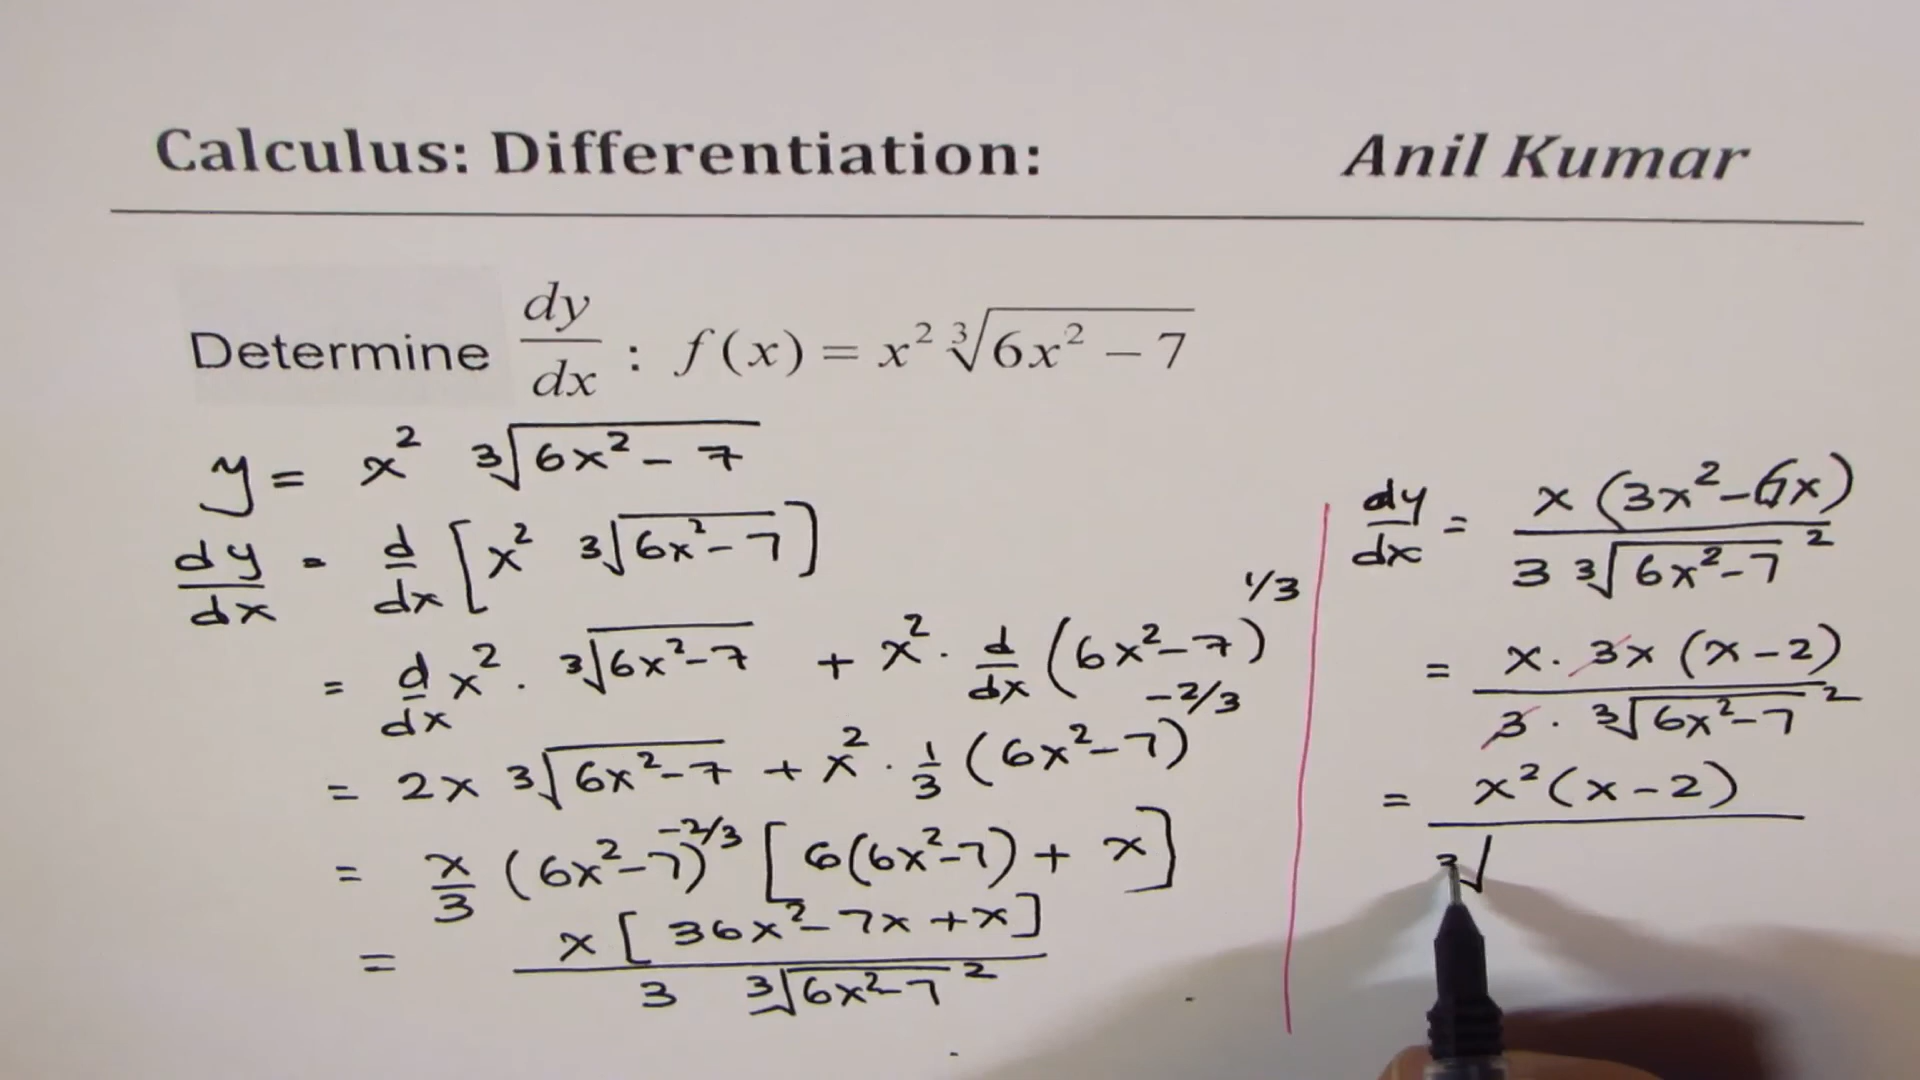 Calculus: Differentiation: Anil Kumar
Determine dy/dx : f(x) = x² ∛(6x² − 7)
y = x² ∛(6x² − 7)
dy/dx = d/dx [x² ∛(6x² − 7)]
= d/dx x² · ∛(6x² − 7) + x² · d/dx (6x² − 7)^1/3
= 2x ∛(6x² − 7) + x² · 1/3 (6x² − 7)^−2/3
= x/3 (6x² − 7)^−2/3 [6(6x² − 7) + x]
= x [36x² − 7x + x] / 3 ∛(6x² − 7)²
dy/dx = x (3x² − 6x) / 3 ∛(6x² − 7)²
= x · 3x (x − 2) / 3 · ∛(6x² − 7)²
= x² (x − 2) / ∛